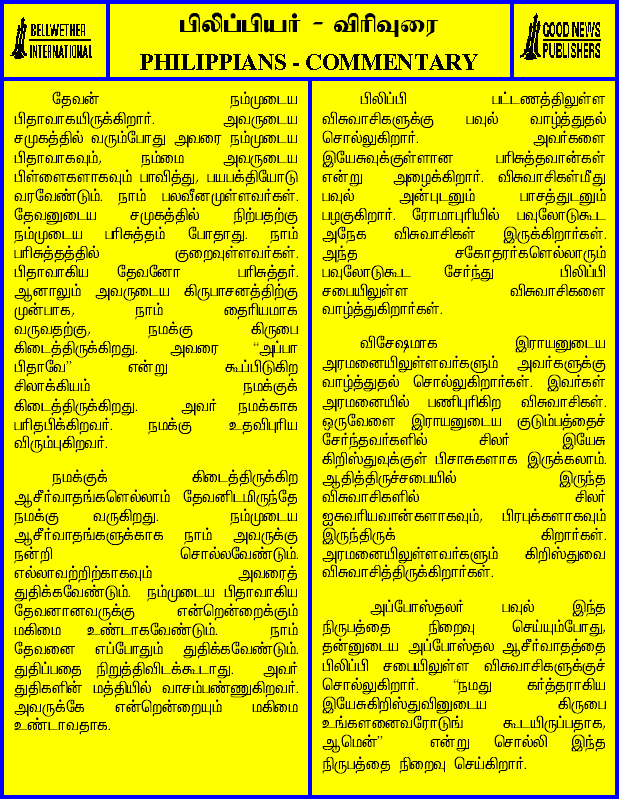 BELLWETHER
INTERNATIONAL
பிலிப்பியர் - விரிவுரை
PHILIPPIANS - COMMENTARY
GOOD NEWS
PUBLISHERS
தேவன் நம்முடைய
பிதாவாகயிருக்கிறார். அவருடைய
சமுகத்தில் வரும்போது அவரை நம்முடைய
பிதாவாகவும், நம்மை அவருடைய
பிள்ளைகளாகவும் பாவித்து, பயபக்தியோடு
வரவேண்டும். நாம் பலவீனமுள்ளவர்கள்.
தேவனுடைய சமுகத்தில் நிற்பதற்கு
நம்முடைய பரிசுத்தம் போதாது. நாம்
பரிசுத்தத்தில் குறைவுள்ளவர்கள்.
பிதாவாகிய தேவனோ பரிசுத்தர்.
ஆனாலும் அவருடைய கிருபாசனத்திற்கு
முன்பாக, நாம் தைரியமாக
வருவதற்கு, நமக்கு கிருபை
கிடைத்திருக்கிறது. அவரை “அப்பா
பிதாவே” என்று கூப்பிடுகிற
சிலாக்கியம் நமக்குக்
கிடைத்திருக்கிறது. அவர் நமக்காக
பரிதபிக்கிறவர். நமக்கு உதவிபுரிய
விரும்புகிறவர்.
நமக்குக் கிடைத்திருக்கிற
ஆசீர்வாதங்களெல்லாம் தேவனிடமிருந்தே
நமக்கு வருகிறது. நம்முடைய
ஆசீர்வாதங்களுக்காக நாம் அவருக்கு
நன்றி சொல்லவேண்டும்.
எல்லாவற்றிற்காகவும் அவரைத்
துதிக்கவேண்டும். நம்முடைய பிதாவாகிய
தேவனானவருக்கு என்றென்றைக்கும்
மகிமை உண்டாகவேண்டும். நாம்
தேவனை எப்போதும் துதிக்கவேண்டும்.
துதிப்பதை நிறுத்திவிடக்கூடாது. அவர்
துதிகளின் மத்தியில் வாசம்பண்ணுகிறவர்.
அவருக்கே என்றென்றையும் மகிமை
உண்டாவதாக.
பிலிப்பி பட்டணத்திலுள்ள
விசுவாசிகளுக்கு பவுல் வாழ்த்துதல்
சொல்லுகிறார். அவர்களை
இயேசுவுக்குள்ளான பரிசுத்தவான்கள்
என்று அழைக்கிறார். விசுவாசிகள்மீது
பவுல் அன்புடனும் பாசத்துடனும்
பழகுகிறார். ரோமாபுரியில் பவுலோடுகூட
அநேக விசுவாசிகள் இருக்கிறார்கள்.
அந்த சகோதரர்களெல்லாரும்
பவுலோடுகூட சேர்ந்து பிலிப்பி
சபையிலுள்ள விசுவாசிகளை
வாழ்த்துகிறார்கள்.
விசேஷமாக இராயனுடைய
அரமனையிலுள்ளவர்களும் அவர்களுக்கு
வாழ்த்துதல் சொல்லுகிறார்கள். இவர்கள்
அரமனையில் பணிபுரிகிற விசுவாசிகள்.
ஒருவேளை இராயனுடைய குடும்பத்தைச்
சேர்ந்தவர்களில் சிலர் இயேசு
கிறிஸ்துவுக்குள் பிசாசுகளாக இருக்கலாம்.
ஆதித்திருச்சபையில் இருந்த
விசுவாசிகளில் சிலர்
ஐசுவரியவான்களாகவும், பிரபுக்களாகவும்
இருந்திருக் கிறார்கள்.
அரமனையிலுள்ளவர்களும் கிறிஸ்துவை
விசுவாசித்திருக்கிறார்கள்.
அப்போஸ்தலர் பவுல் இந்த
நிருபத்தை நிறைவு செய்யும்போது,
தன்னுடைய அப்போஸ்தல ஆசீர்வாதத்தை
பிலிப்பி சபையிலுள்ள விசுவாசிகளுக்குச்
சொல்லுகிறார். “நமது கர்த்தராகிய
இயேசுகிறிஸ்துவினுடைய கிருபை
உங்களனைவரோடுங் கூடயிருப்பதாக,
ஆமென்” என்று சொல்லி இந்த
நிருபத்தை நிறைவு செய்கிறார்.